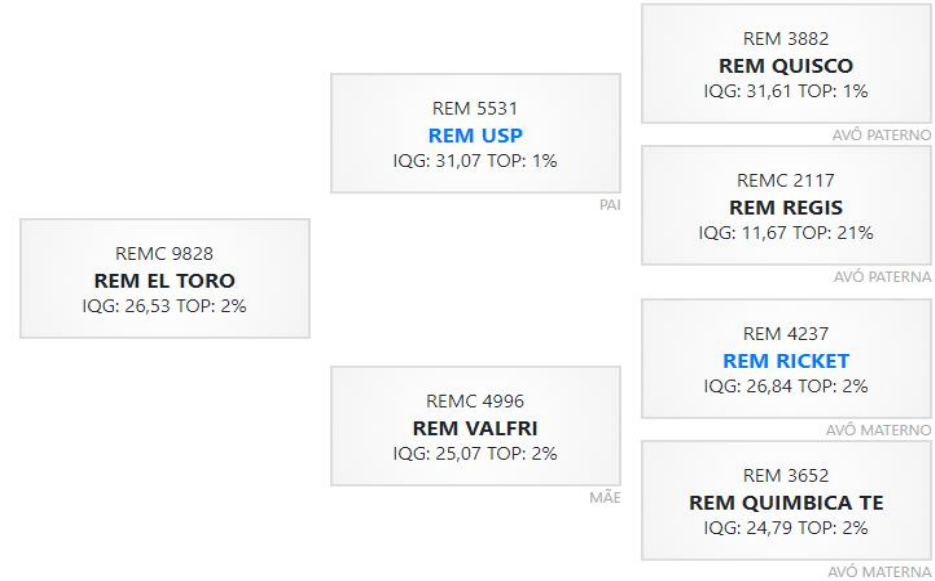 REMC 9828
REM EL TORO
IQG: 26,53 TOP: 2%
REM 5531
REM USP
IQG: 31,07 TOP: 1%
PAI
REMC 4996
REM VALFRI
IQG: 25,07 TOP: 2%
MÃE
REM 3882
REM QUISCO
IQG: 31,61 TOP: 1%
AVÔ PATERNO
REMC 2117
REM REGIS
IQG: 11,67 TOP: 21%
AVÓ PATERNA
REM 4237
REM RICKET
IQG: 26,84 TOP: 2%
AVÔ MATERNO
REM 3652
REM QUIMBICA TE
IQG: 24,79 TOP: 2%
AVÓ MATERNA